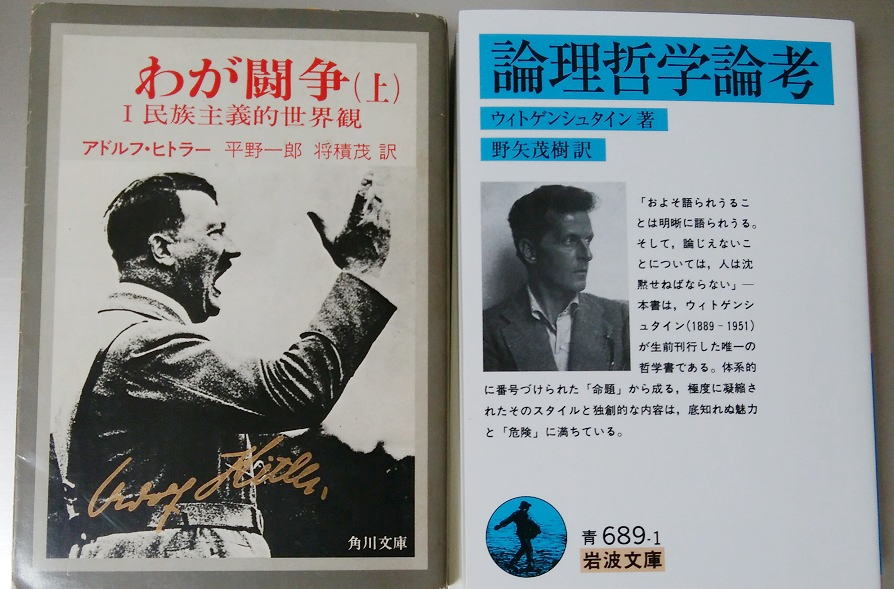 わが闘争(上)
I 民族主義的世界観
アドルフ・ヒトラー 平野一郎 将積茂 訳
Adolf Hitler.
角川文庫
論理哲学論考
ウィトゲンシュタイン著
野矢茂樹訳
「およそ語られうるこ
とは明晰に語られうる。
そして，論じえないこ
とについては，人は沈
黙せねばならない」―
本書は，ウィトゲンシ
ュタイン(1889-1951)
が生前刊行した唯一の
哲学書である。体系的
に番号づけられた「命題」から成る，極度に凝縮さ
れたそのスタイルと独創的な内容は，底知れぬ魅力
と「危険」に満ちている。
青 689-1
岩波文庫